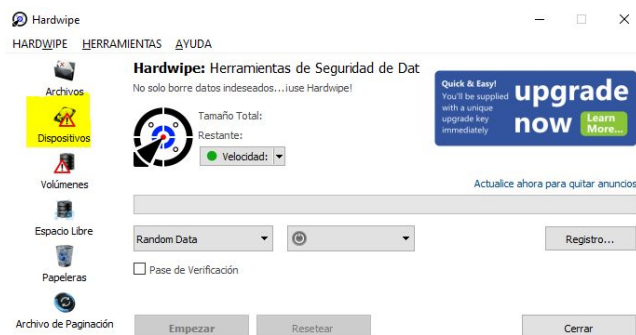 Hardwipe
HARDWIPE HERRAMIENTAS AYUDA
Archivos
Dispositivos
Volúmenes
Espacio Libre
Papeleras
Archivo de Paginación
Hardwipe: Herramientas de Seguridad de Dat
No solo borre datos indeseados...¡use Hardwipe!
Tamaño Total:
Restante:
Velocidad:
Quick & Easy!
You'll be supplied
with a unique
upgrade key
immediately
upgrade
now
Learn
More...
Actualice ahora para quitar anuncios
Random Data
Registro...
Pase de Verificación
Empezar
Resetear
Cerrar